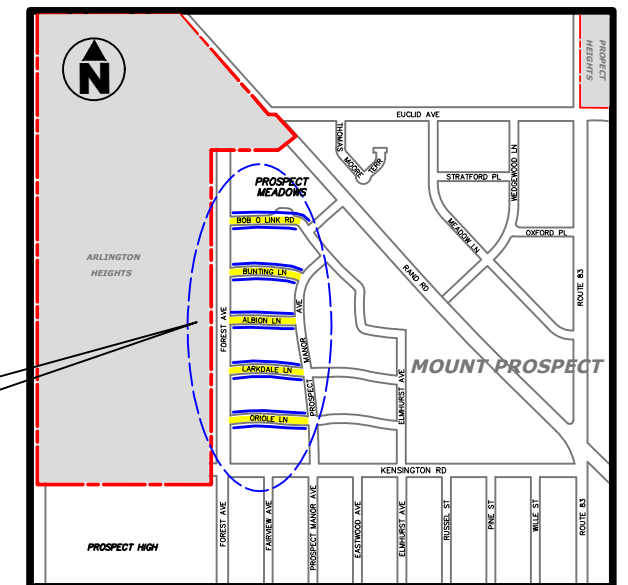 N
PROPECT
HEIGHTS
EUCLID AVE
THOMAS
MOORE
TERR
STRATFORD PL
WEDGEWOOD LN
PROSPECT
MEADOWS
BOB O LINK RD
MEADOW LN
OXFORD PL
ARLINGTON
HEIGHTS
BUNTING LN
RAND RD
ROUTE 83
FOREST AVE
ALBION LN
PROSPECT MANOR AVE
LARKDALE LN
MOUNT PROSPECT
ELMHURST AVE
ORIOLE LN
KENSINGTON RD
PROSPECT HIGH
FOREST AVE
FAIRVIEW AVE
PROSPECT MANOR AVE
EASTWOOD AVE
ELMHURST AVE
RUSSEL ST
PINE ST
WILLE ST
ROUTE 83